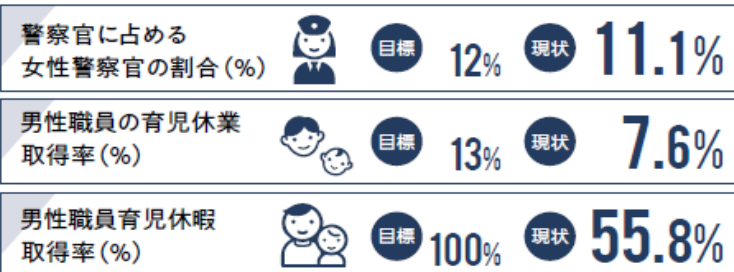 警察官に占める
女性警察官の割合(%)
目標 12% 現状 11.1%
男性職員の育児休業
取得率(%)
目標 13% 現状 7.6%
男性職員育児休暇
取得率(%)
目標 100% 現状 55.8%